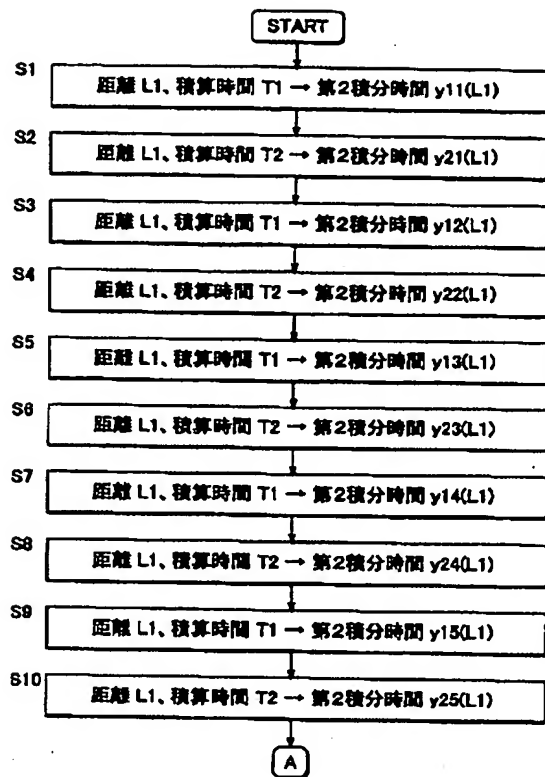 START
S1
距離 L1、積算時間 T1 → 第2積分時間 y11(L1)
S2
距離 L1、積算時間 T2 → 第2積分時間 y21(L1)
S3
距離 L1、積算時間 T1 → 第2積分時間 y12(L1)
S4
距離 L1、積算時間 T2 → 第2積分時間 y22(L1)
S5
距離 L1、積算時間 T1 → 第2積分時間 y13(L1)
S6
距離 L1、積算時間 T2 → 第2積分時間 y23(L1)
S7
距離 L1、積算時間 T1 → 第2積分時間 y14(L1)
S8
距離 L1、積算時間 T2 → 第2積分時間 y24(L1)
S9
距離 L1、積算時間 T1 → 第2積分時間 y15(L1)
S10
距離 L1、積算時間 T2 → 第2積分時間 y25(L1)
A